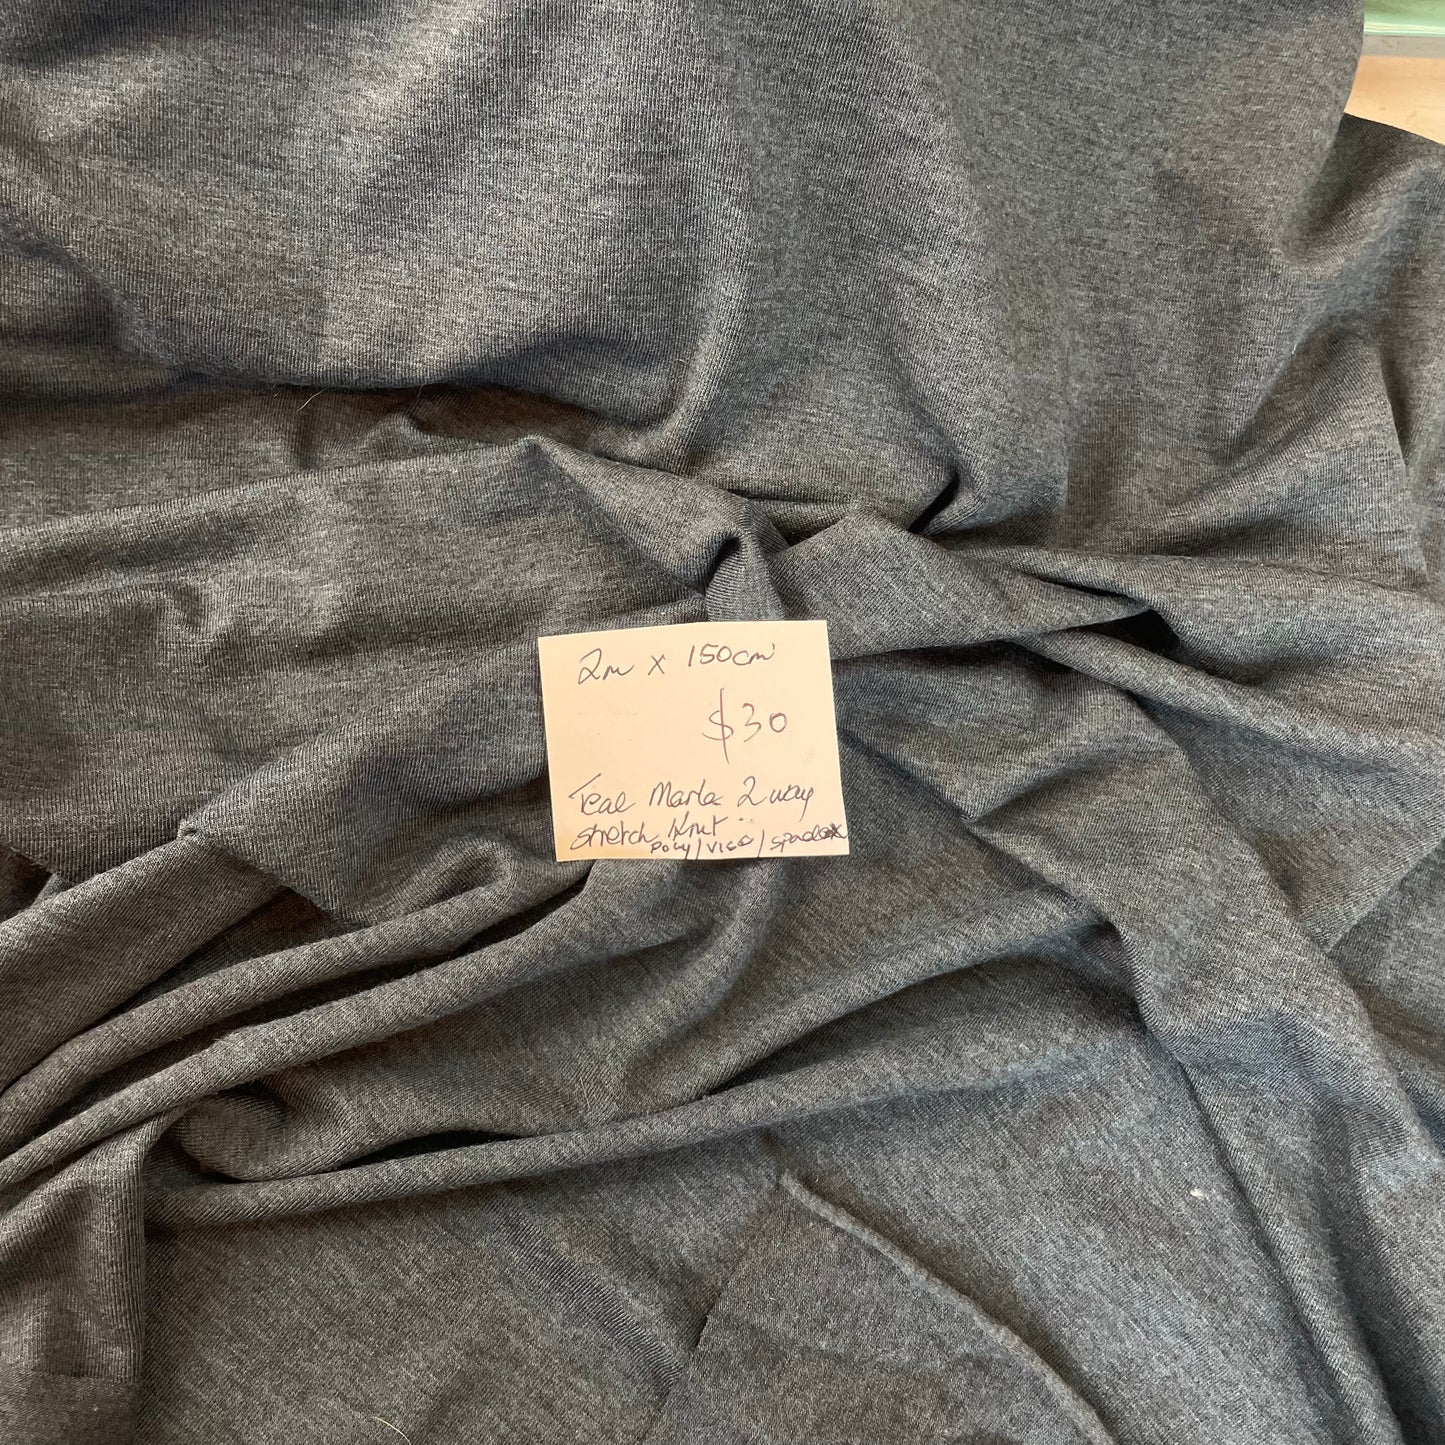 2m x 150cm
$30
Teal Marle 2 way
stretch Knit
poly/visc/spandex